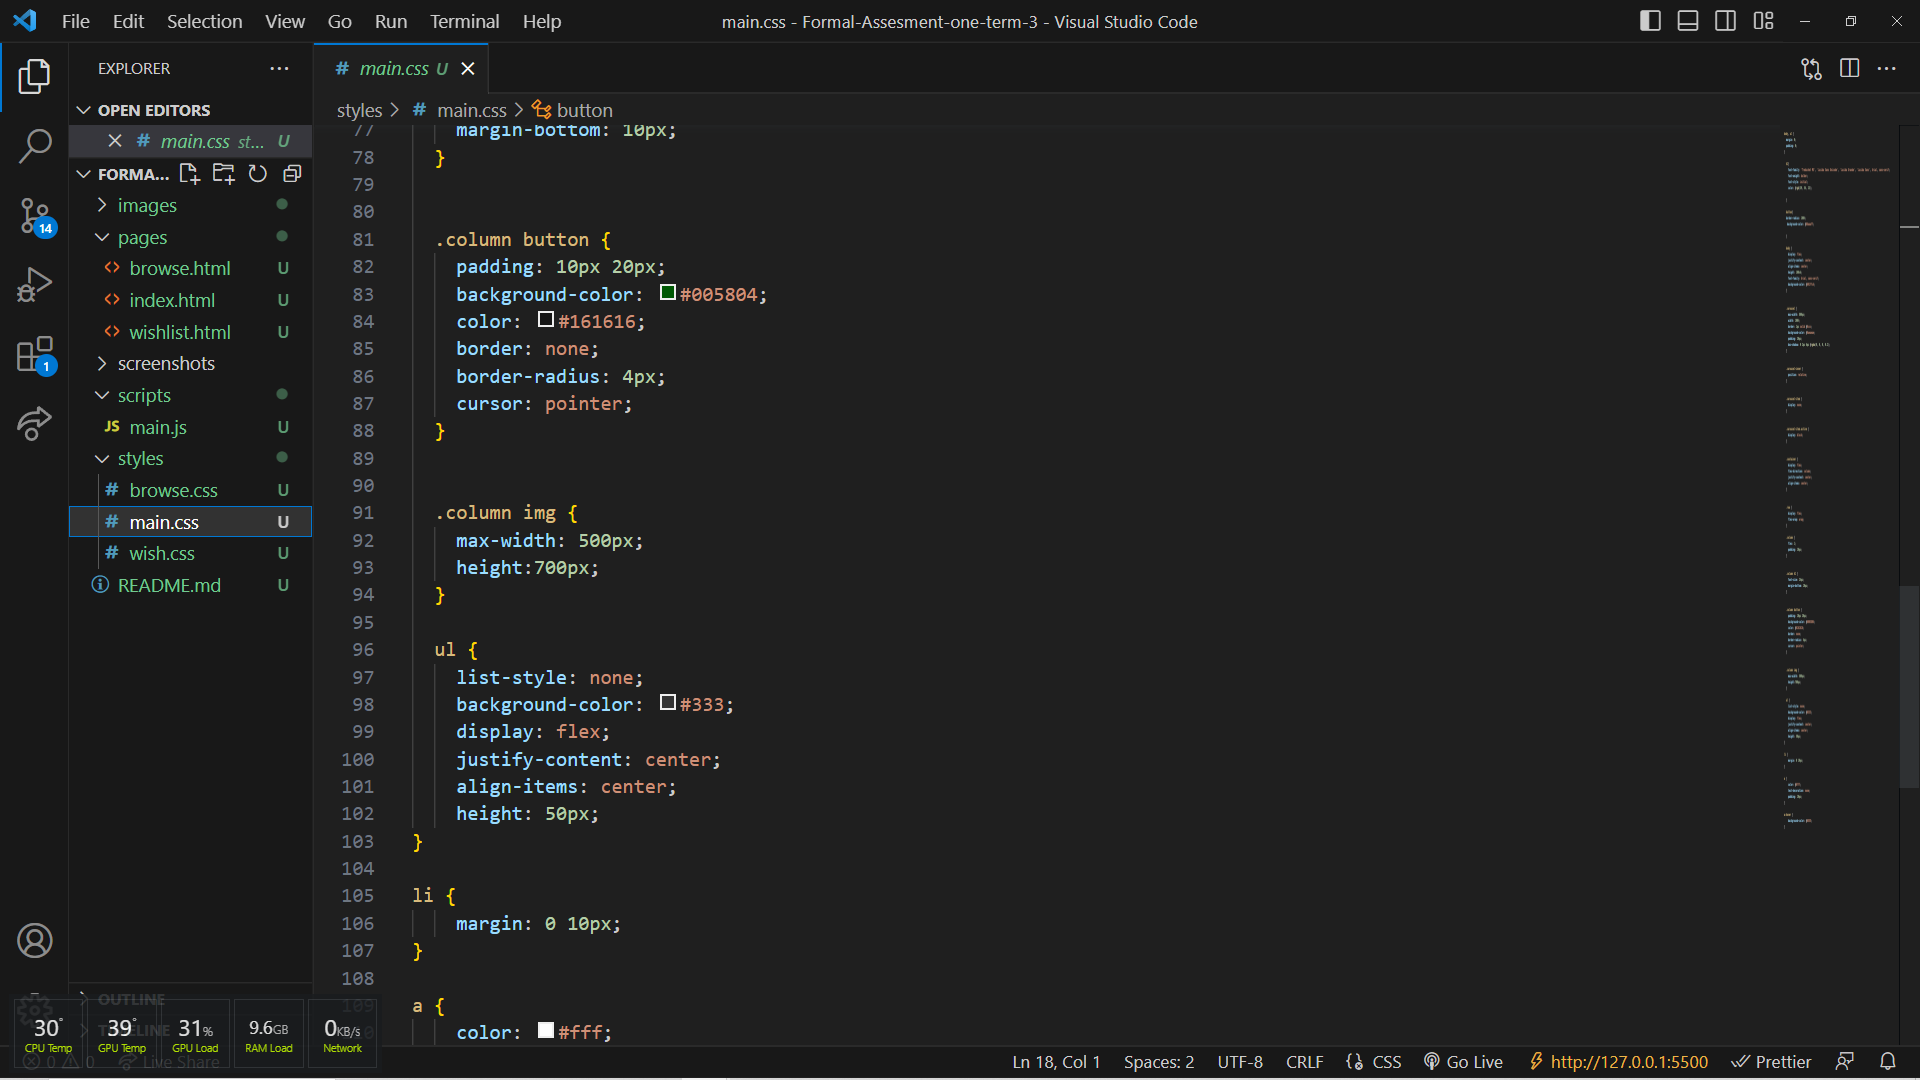 File Edit Selection View Go Run Terminal Help
main.css - Formal-Assesment-one-term-3 - Visual Studio Code
EXPLORER
OPEN EDITORS
main.css st... U
FORMA...
images
pages
browse.html U
index.html U
wishlist.html U
screenshots
scripts
JS main.js U
styles
# browse.css U
# main.css U
# wish.css U
README.md U
OUTLINE
TIMELINE
14
1
# main.css U
styles > # main.css > button
77 margin-bottom: 10px;
78 }
79
80
81 .column button {
82 padding: 10px 20px;
83 background-color: #005804;
84 color: #161616;
85 border: none;
86 border-radius: 4px;
87 cursor: pointer;
88 }
89
90
91 .column img {
92 max-width: 500px;
93 height:700px;
94 }
95
96 ul {
97 list-style: none;
98 background-color: #333;
99 display: flex;
100 justify-content: center;
101 align-items: center;
102 height: 50px;
103 }
104
105 li {
106 margin: 0 10px;
107 }
108
109 a {
color: #fff;
30° CPU Temp
39° GPU Temp
31% GPU Load
9.6GB RAM Load
0KB/s Network
0 0 Live Share
Ln 18, Col 1 Spaces: 2 UTF-8 CRLF CSS Go Live http://127.0.0.1:5500 Prettier